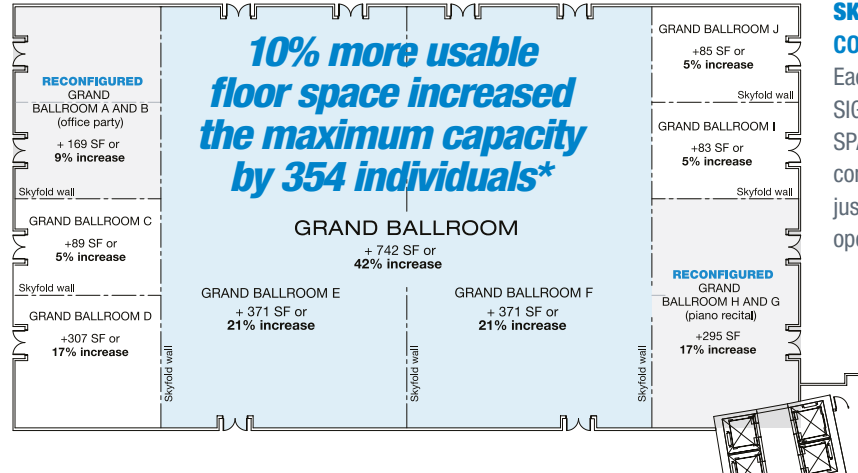 10% more usable
floor space increased
the maximum capacity
by 354 individuals*
RECONFIGURED
GRAND
BALLROOM A AND B
(office party)
+ 169 SF or
9% increase
Skyfold wall
GRAND BALLROOM C
+89 SF or
5% increase
Skyfold wall
GRAND BALLROOM D
+307 SF or
17% increase
Skyfold wall
GRAND BALLROOM
+ 742 SF or
42% increase
GRAND BALLROOM E
+ 371 SF or
21% increase
Skyfold wall
GRAND BALLROOM F
+ 371 SF or
21% increase
Skyfold wall
GRAND BALLROOM J
+85 SF or
5% increase
Skyfold wall
GRAND BALLROOM I
+83 SF or
5% increase
Skyfold wall
RECONFIGURED
GRAND
BALLROOM H AND G
(piano recital)
+295 SF
17% increase
SK
CO
Eac
SIG
SPA
con
jus
ope